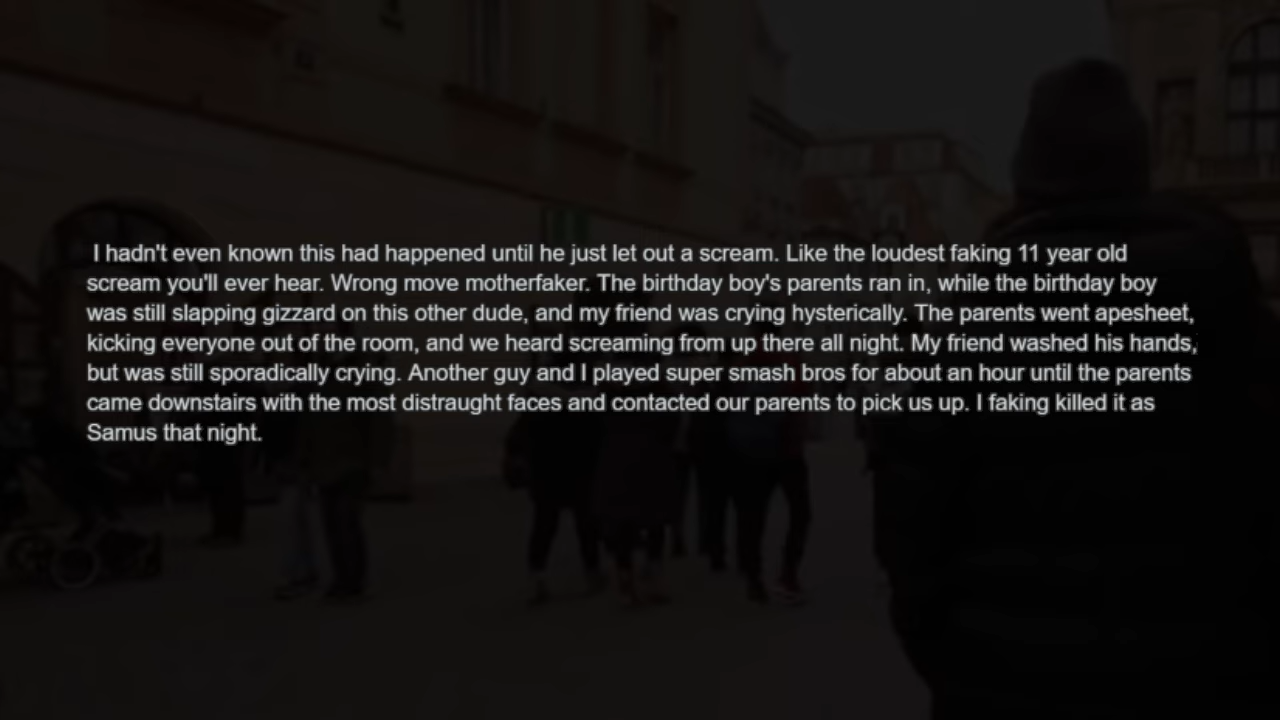 I hadn't even known this had happened until he just let out a scream. Like the loudest faking 11 year old
scream you'll ever hear. Wrong move motherfaker. The birthday boy's parents ran in, while the birthday boy
was still slapping gizzard on this other dude, and my friend was crying hysterically. The parents went apesheet,
kicking everyone out of the room, and we heard screaming from up there all night. My friend washed his hands,
but was still sporadically crying. Another guy and I played super smash bros for about an hour until the parents
came downstairs with the most distraught faces and contacted our parents to pick us up. I faking killed it as
Samus that night.